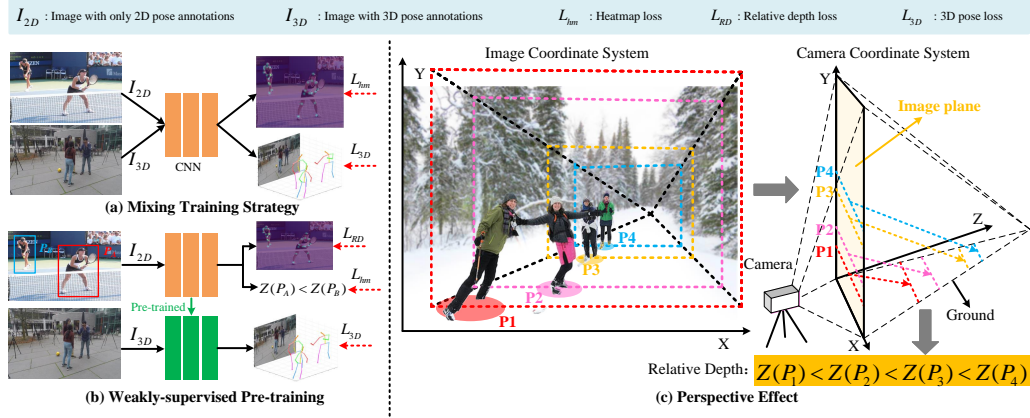 I2D : Image with only 2D pose annotations I3D : Image with 3D pose annotations Lhm : Heatmap loss LRD : Relative depth loss L3D : 3D pose loss
I2D
I3D
CNN
Lhm
L3D
(a) Mixing Training Strategy
I2D
LRD
Z(PA) < Z(PB)
Lhm
Pre-trained
I3D
L3D
(b) Weakly-supervised Pre-training
Image Coordinate System
Y
P4
P3
P2
P1
X
Camera Coordinate System
Y
Image plane
P4
P3
P2
P1
Z
Camera
Ground
X
Relative Depth: Z(P1) < Z(P2) < Z(P3) < Z(P4)
(c) Perspective Effect